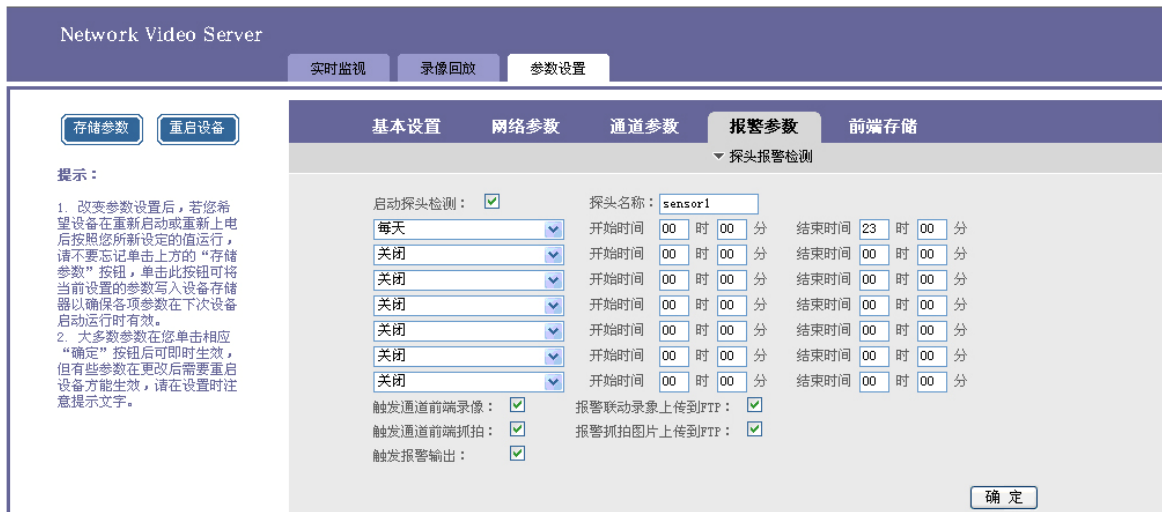 Network Video Server
实时监视 录像回放 参数设置
存储参数 重启设备
提示：
1. 改变参数设置后，若您希
望设备在重新启动或重新上电
后按照您所新设定的值运行，
请不要忘记单击上方的“存储
参数”按钮，单击此按钮可将
当前设置的参数写入设备存储
器以确保各项参数在下次设备
启动运行时有效。
2. 大多数参数在您单击相应
“确定”按钮后可即时生效，
但有些参数在更改后需要重启
设备方能生效，请在设置时注
意提示文字。
基本设置 网络参数 通道参数 报警参数 前端存储
探头报警检测
启动探头检测： 探头名称：sensor1
每天 开始时间 00 时 00 分 结束时间 23 时 00 分
关闭 开始时间 00 时 00 分 结束时间 00 时 00 分
关闭 开始时间 00 时 00 分 结束时间 00 时 00 分
关闭 开始时间 00 时 00 分 结束时间 00 时 00 分
关闭 开始时间 00 时 00 分 结束时间 00 时 00 分
关闭 开始时间 00 时 00 分 结束时间 00 时 00 分
关闭 开始时间 00 时 00 分 结束时间 00 时 00 分
触发通道前端录像： 报警联动录象上传到FTP：
触发通道前端抓拍： 报警抓拍图片上传到FTP：
触发报警输出：
确 定